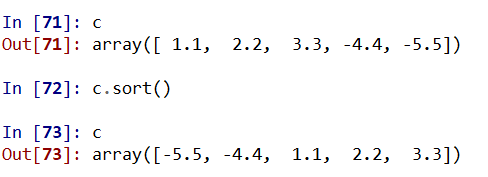 In [71]: c
Out[71]: array([ 1.1,  2.2,  3.3, -4.4, -5.5])
In [72]: c.sort()
In [73]: c
Out[73]: array([-5.5, -4.4,  1.1,  2.2,  3.3])